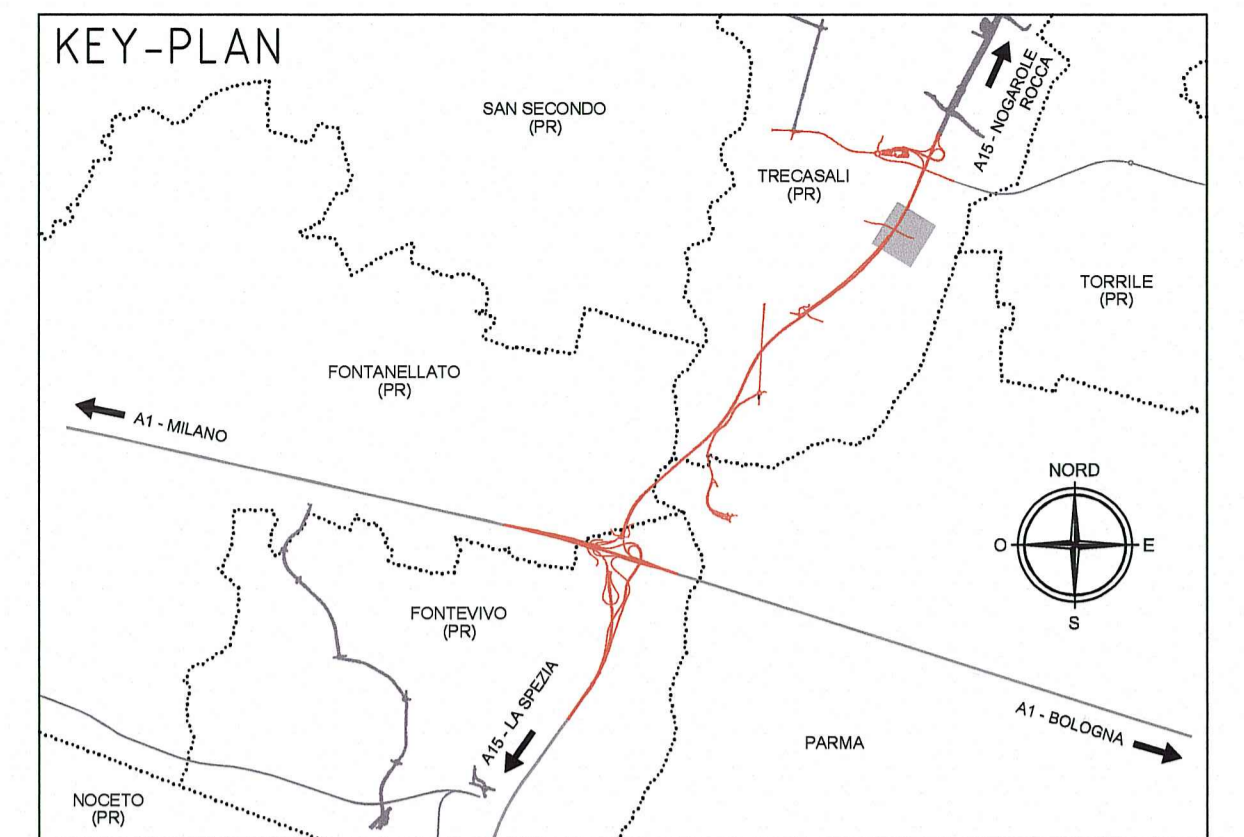 KEY-PLAN
SAN SECONDO
(PR)
A15 - NOGAROLE
ROCCA
TRECASALI
(PR)
TORRILE
(PR)
FONTANELLATO
(PR)
A1 - MILANO
NORD
O
E
S
FONTEVIVO
(PR)
A15 - LA SPEZIA
A1 - BOLOGNA
PARMA
NOCETO
(PR)